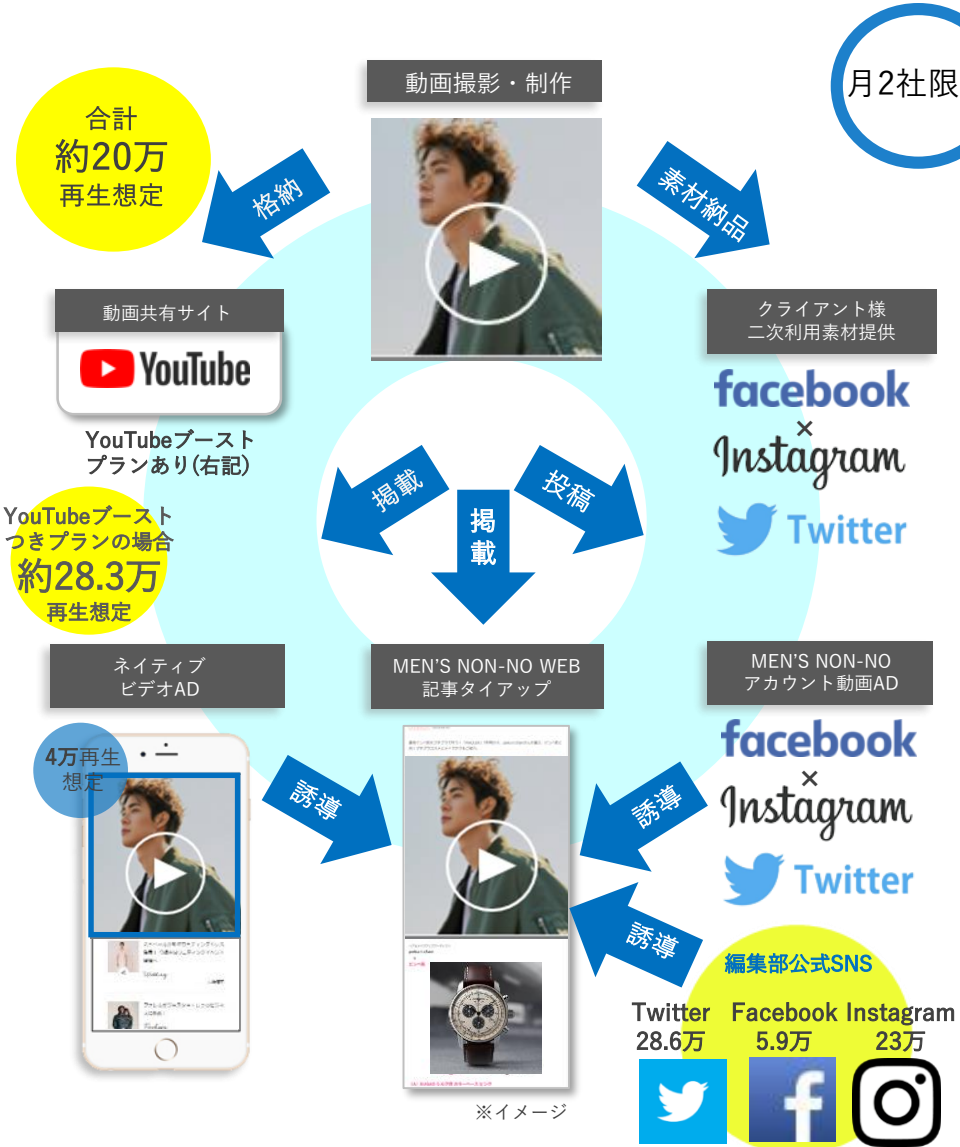 動画撮影・制作
月2社限
合計
約20万
再生想定
格納
素材納品
動画共有サイト
YouTube
YouTubeブースト
プランあり(右記)
クライアント様
二次利用素材提供
facebook
×
Instagram
Twitter
掲載
掲載
投稿
YouTubeブースト
つきプランの場合
約28.3万
再生想定
ネイティブ
ビデオAD
MEN'S NON-NO WEB
記事タイアップ
MEN'S NON-NO
アカウント動画AD
4万再生
想定
誘導
誘導
facebook
×
Instagram
Twitter
誘導
編集部公式SNS
Twitter Facebook Instagram
28.6万 5.9万 23万
※イメージ